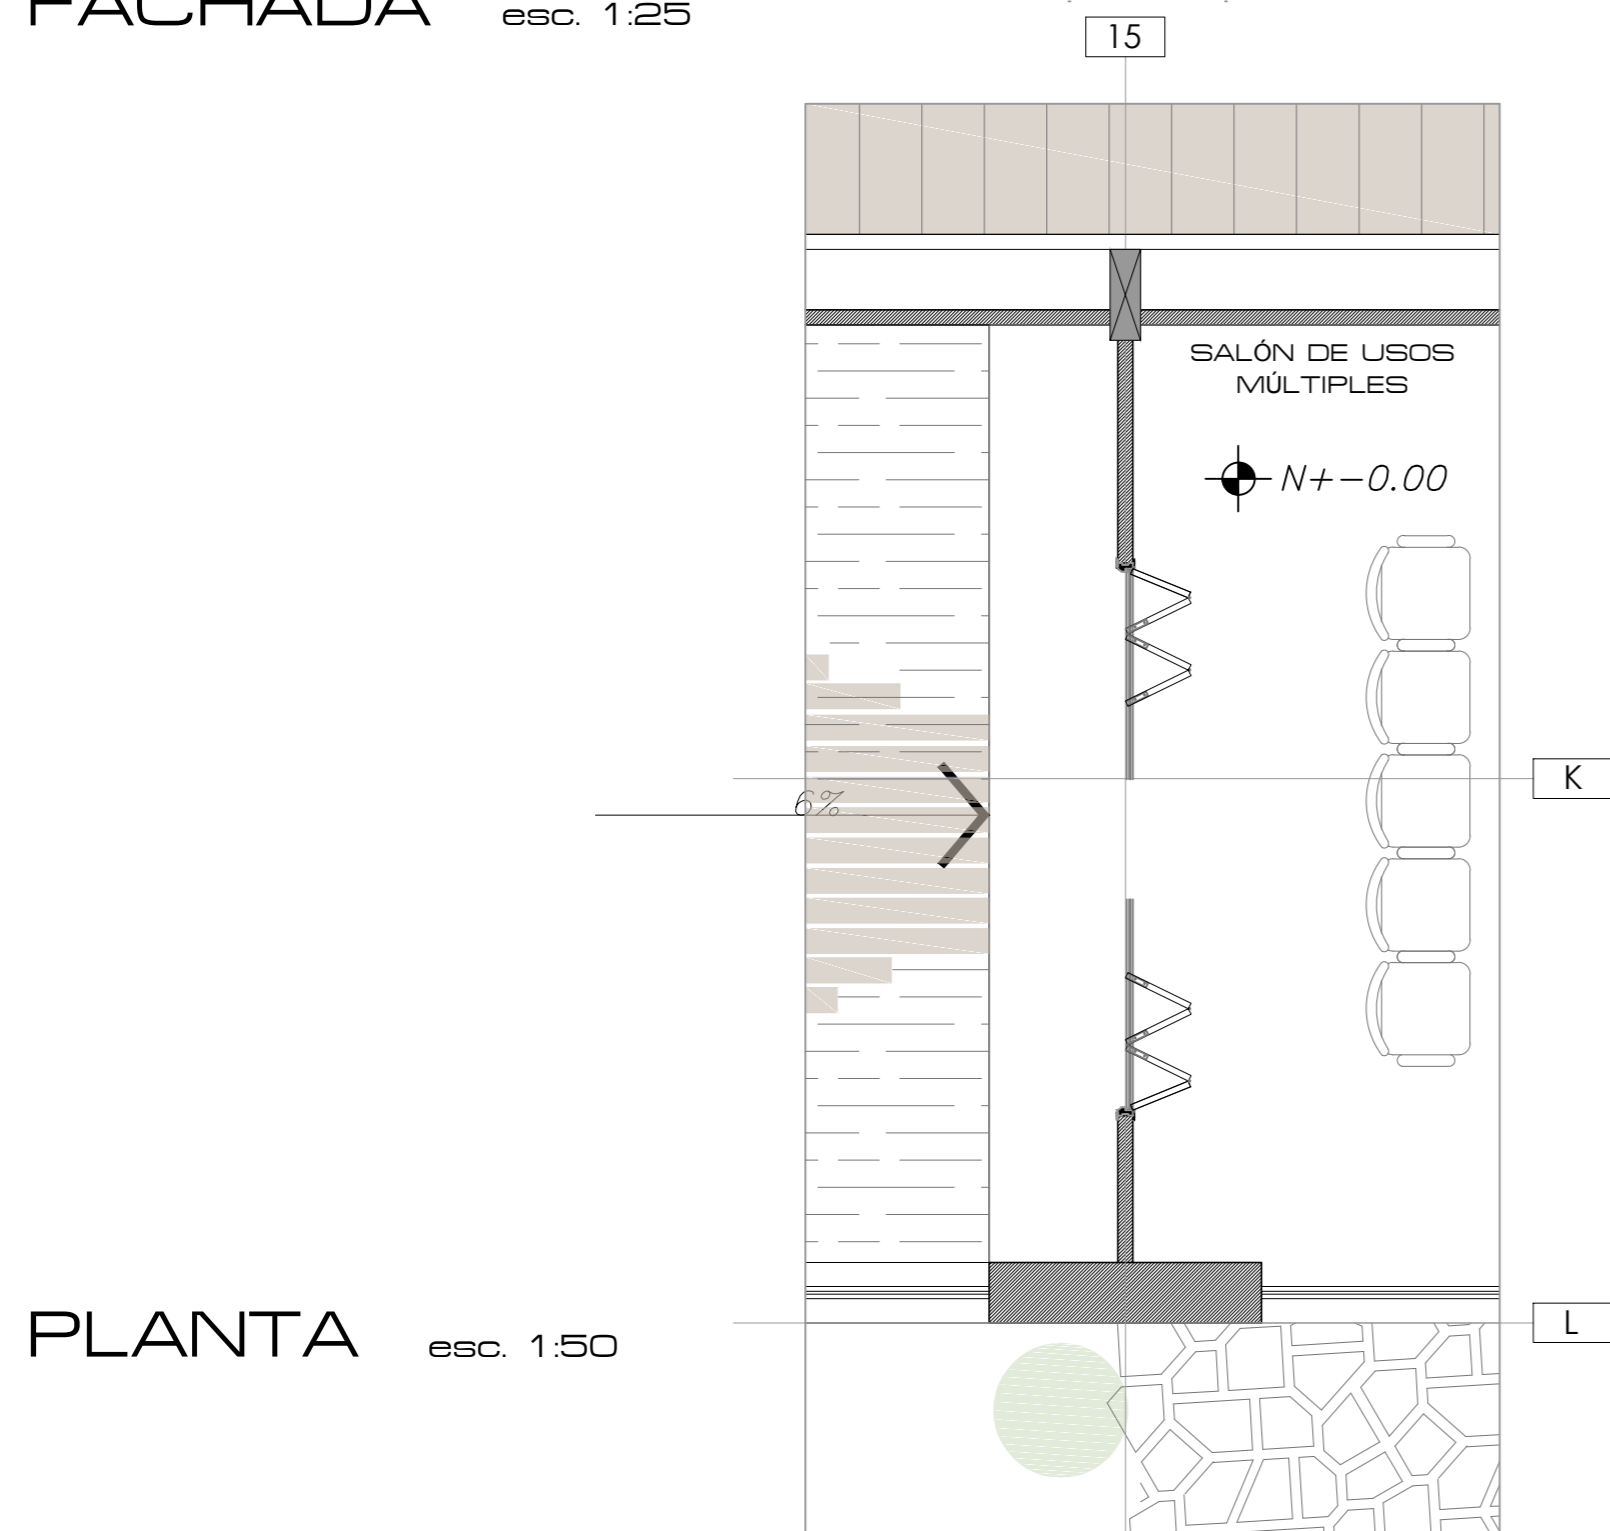 FACHADA esc. 1:25
15
SALÓN DE USOS
MÚLTIPLES
N+-0.00
K
6%
L
PLANTA esc. 1:50